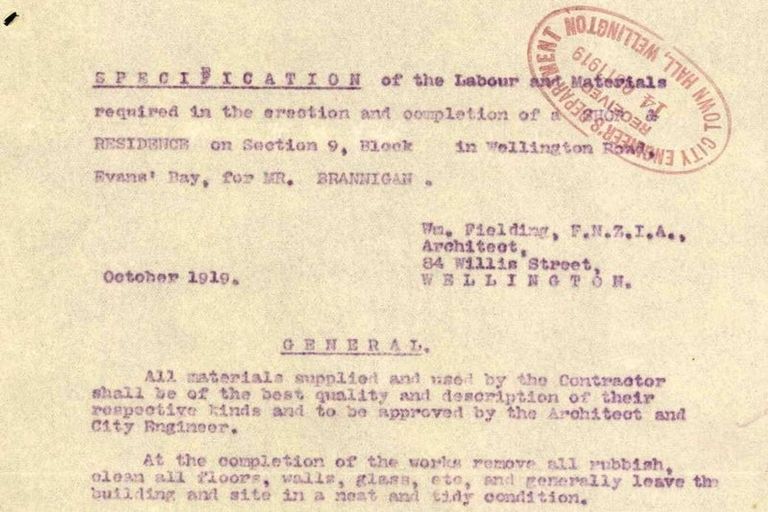 SPECIFICATION of the Labour and Materials
required in the erection and completion of a SHOP &
RESIDENCE on Section 9, Block in Wellington Road,
Evans' Bay, for MR. BRANNIGAN .
CITY ENGINEER'S DEPARTMENT
TOWN HALL, WELLINGTON
RECEIVED
14 1919
Wm. Fielding, F.N.Z.I.A.,
Architect,
84 Willis Street,
WELLINGTON.
October 1919.
GENERAL.
All materials supplied and used by the Contractor
shall be of the best quality and description of their
respective kinds and to be approved by the Architect and
City Engineer.
At the completion of the works remove all rubbish,
clean all floors, walls, glass, etc, and generally leave the
building and site in a neat and tidy condition.